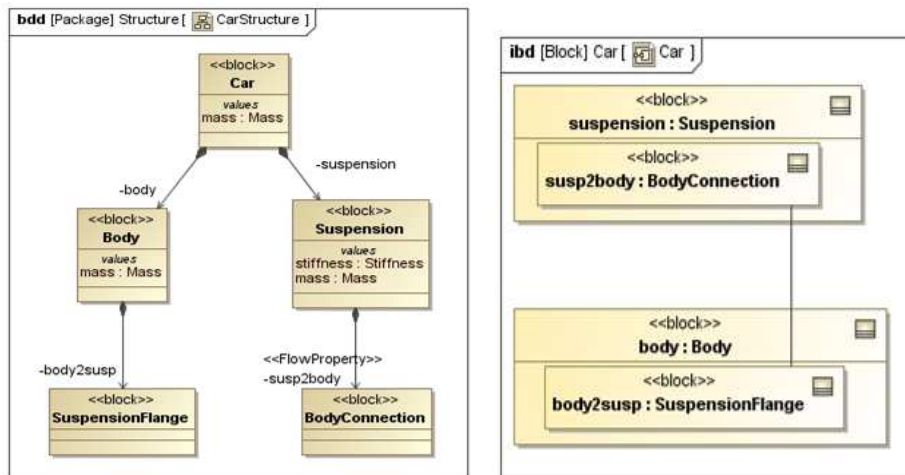 bdd [Package] Structure [ CarStructure ]
<<block>>
Car
values
mass : Mass
-body
-suspension
<<block>>
Body
values
mass : Mass
<<block>>
Suspension
values
stiffness : Stiffness
mass : Mass
-body2susp
<<FlowProperty>>
-susp2body
<<block>>
SuspensionFlange
<<block>>
BodyConnection
ibd [Block] Car [ Car ]
<<block>>
suspension : Suspension
<<block>>
susp2body : BodyConnection
<<block>>
body : Body
<<block>>
body2susp : SuspensionFlange